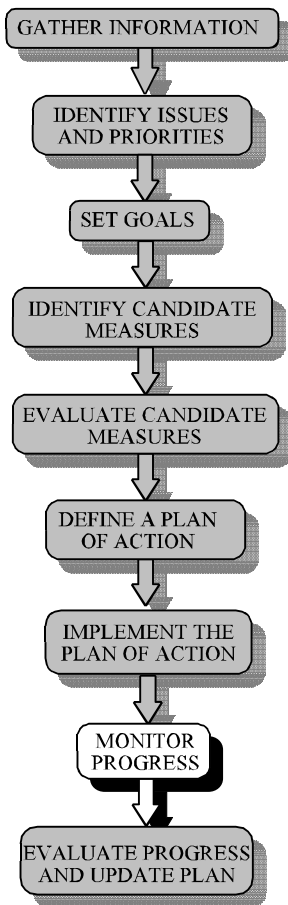 GATHER INFORMATION
IDENTIFY ISSUES
AND PRIORITIES
SET GOALS
IDENTIFY CANDIDATE
MEASURES
EVALUATE CANDIDATE
MEASURES
DEFINE A PLAN
OF ACTION
IMPLEMENT THE
PLAN OF ACTION
MONITOR
PROGRESS
EVALUATE PROGRESS
AND UPDATE PLAN